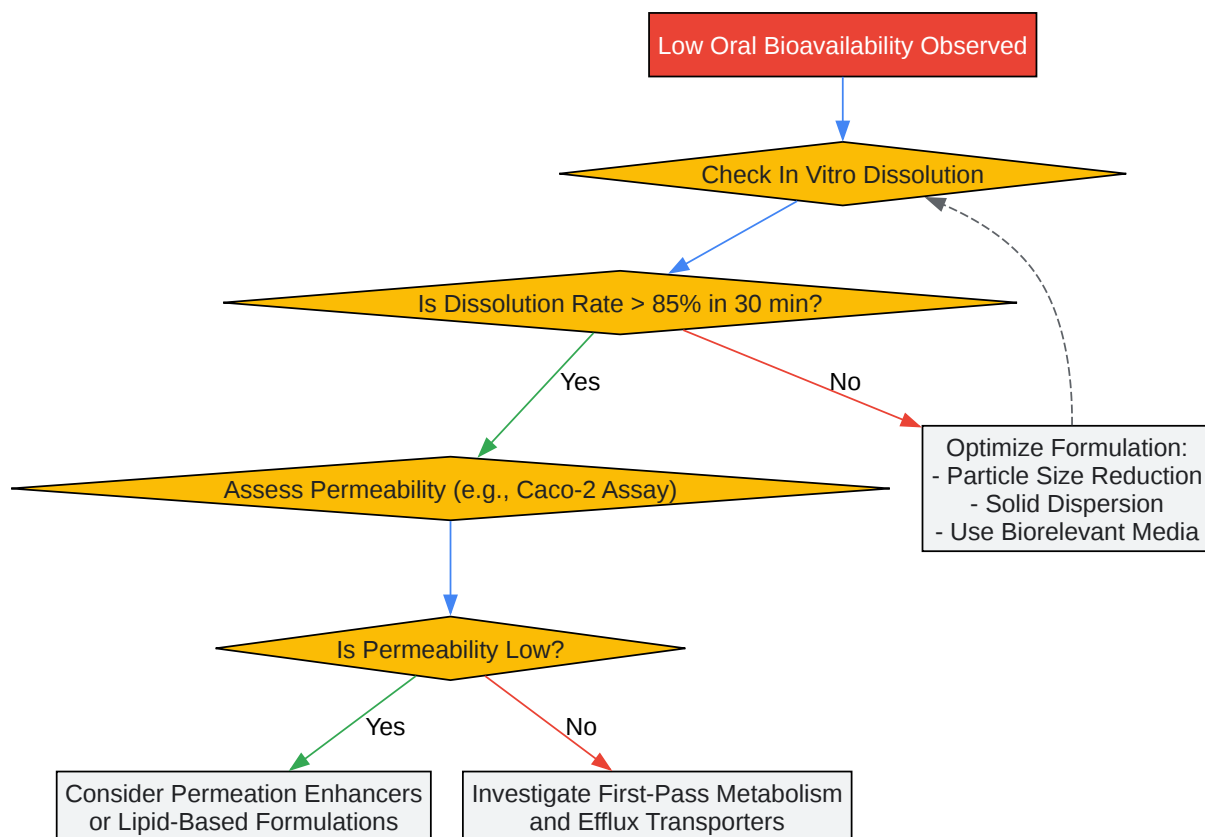 Low Oral Bioavailability Observed
Check In Vitro Dissolution
Is Dissolution Rate > 85% in 30 min?
Yes
No
Optimize Formulation:
- Particle Size Reduction
- Solid Dispersion
- Use Biorelevant Media
Assess Permeability (e.g., Caco-2 Assay)
Is Permeability Low?
Yes
No
Consider Permeation Enhancers
or Lipid-Based Formulations
Investigate First-Pass Metabolism
and Efflux Transporters